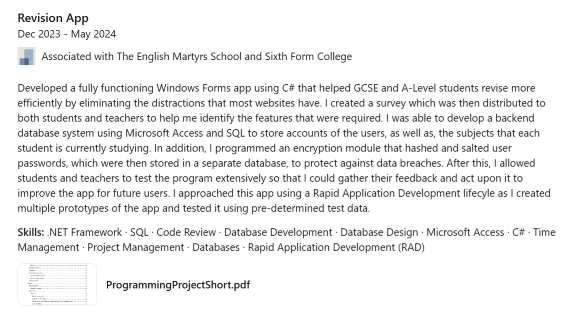 Revision App
Dec 2023 - May 2024
Associated with The English Martyrs School and Sixth Form College
Developed a fully functioning Windows Forms app using C# that helped GCSE and A-Level students revise more
efficiently by eliminating the distractions that most websites have. I created a survey which was then distributed to
both students and teachers to help me identify the features that were required. I was able to develop a backend
database system using Microsoft Access and SQL to store accounts of the users, as well as, the subjects that each
student is currently studying. In addition, I programmed an encryption module that hashed and salted user
passwords, which were then stored in a separate database, to protect against data breaches. After this, I allowed
students and teachers to test the program extensively so that I could gather their feedback and act upon it to
improve the app for future users. I approached this app using a Rapid Application Development lifecyle as I created
multiple prototypes of the app and tested it using pre-determined test data.
Skills: .NET Framework · SQL · Code Review · Database Development · Database Design · Microsoft Access · C# · Time
Management · Project Management · Databases · Rapid Application Development (RAD)
ProgrammingProjectShort.pdf